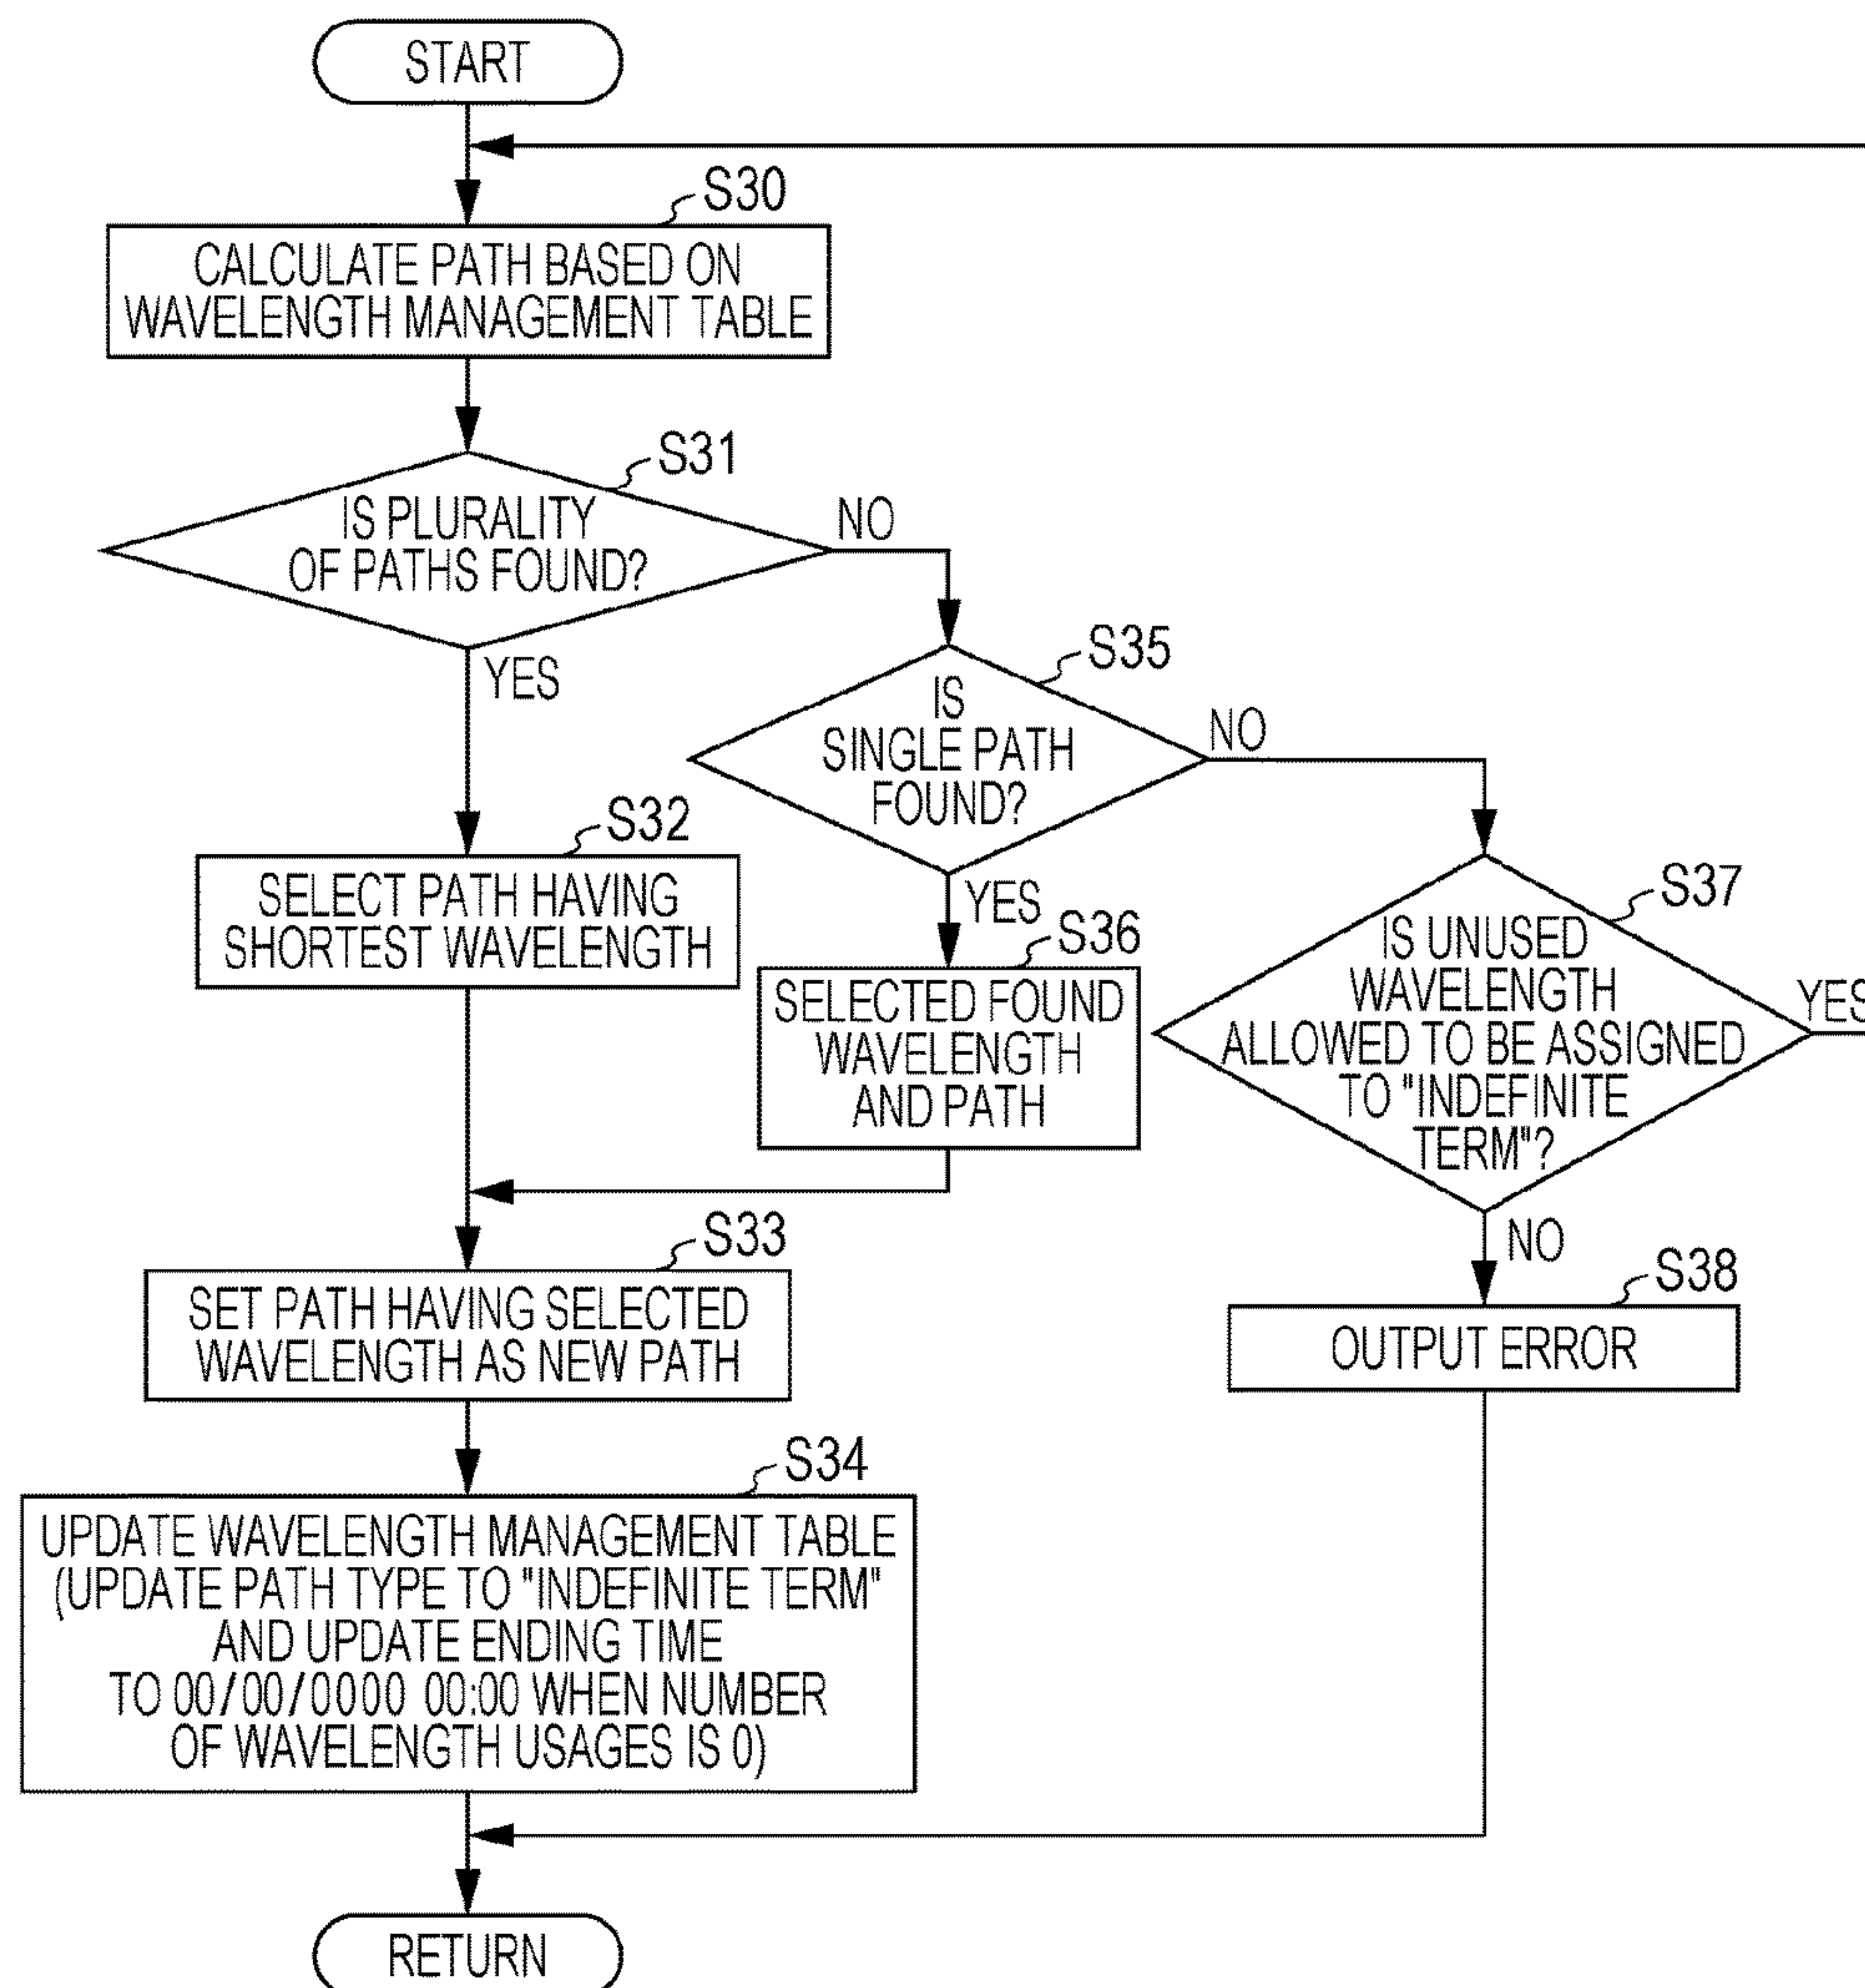 START
S30
CALCULATE PATH BASED ON
WAVELENGTH MANAGEMENT TABLE
S31
IS PLURALITY
OF PATHS FOUND?
NO
YES
S35
IS
SINGLE PATH
FOUND?
NO
YES
S32
SELECT PATH HAVING
SHORTEST WAVELENGTH
S36
SELECTED FOUND
WAVELENGTH
AND PATH
S37
IS UNUSED
WAVELENGTH
ALLOWED TO BE ASSIGNED
TO "INDEFINITE
TERM"?
YES
NO
S33
SET PATH HAVING SELECTED
WAVELENGTH AS NEW PATH
S38
OUTPUT ERROR
S34
UPDATE WAVELENGTH MANAGEMENT TABLE
(UPDATE PATH TYPE TO "INDEFINITE TERM"
AND UPDATE ENDING TIME
TO 00/00/0000 00:00 WHEN NUMBER
OF WAVELENGTH USAGES IS 0)
RETURN